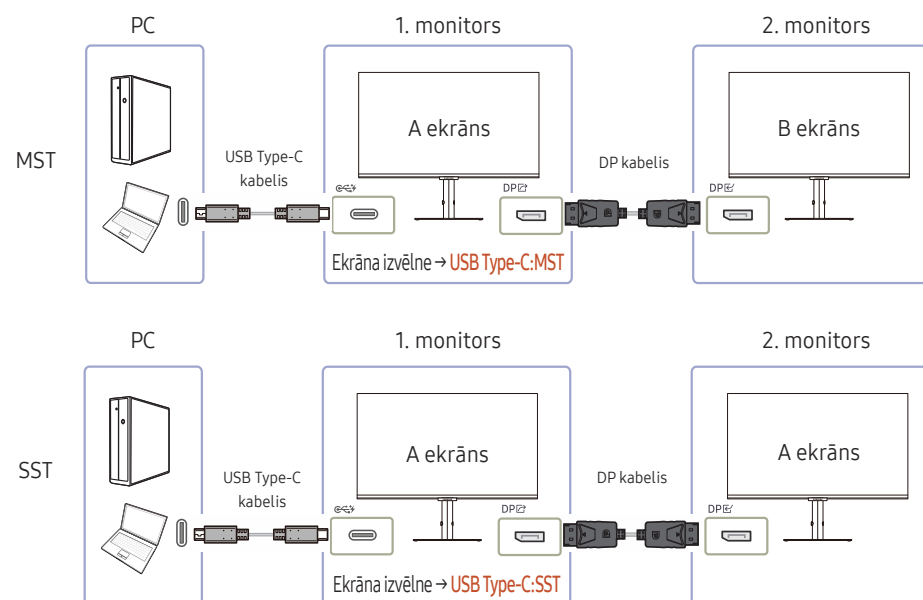 PC
1. monitors
2. monitors
MST
USB Type-C
kabelis
A ekrāns
DP kabelis
B ekrāns
DP
DP
Ekrāna izvēlne → USB Type-C:MST
PC
1. monitors
2. monitors
SST
USB Type-C
kabelis
A ekrāns
DP kabelis
A ekrāns
DP
DP
Ekrāna izvēlne → USB Type-C:SST